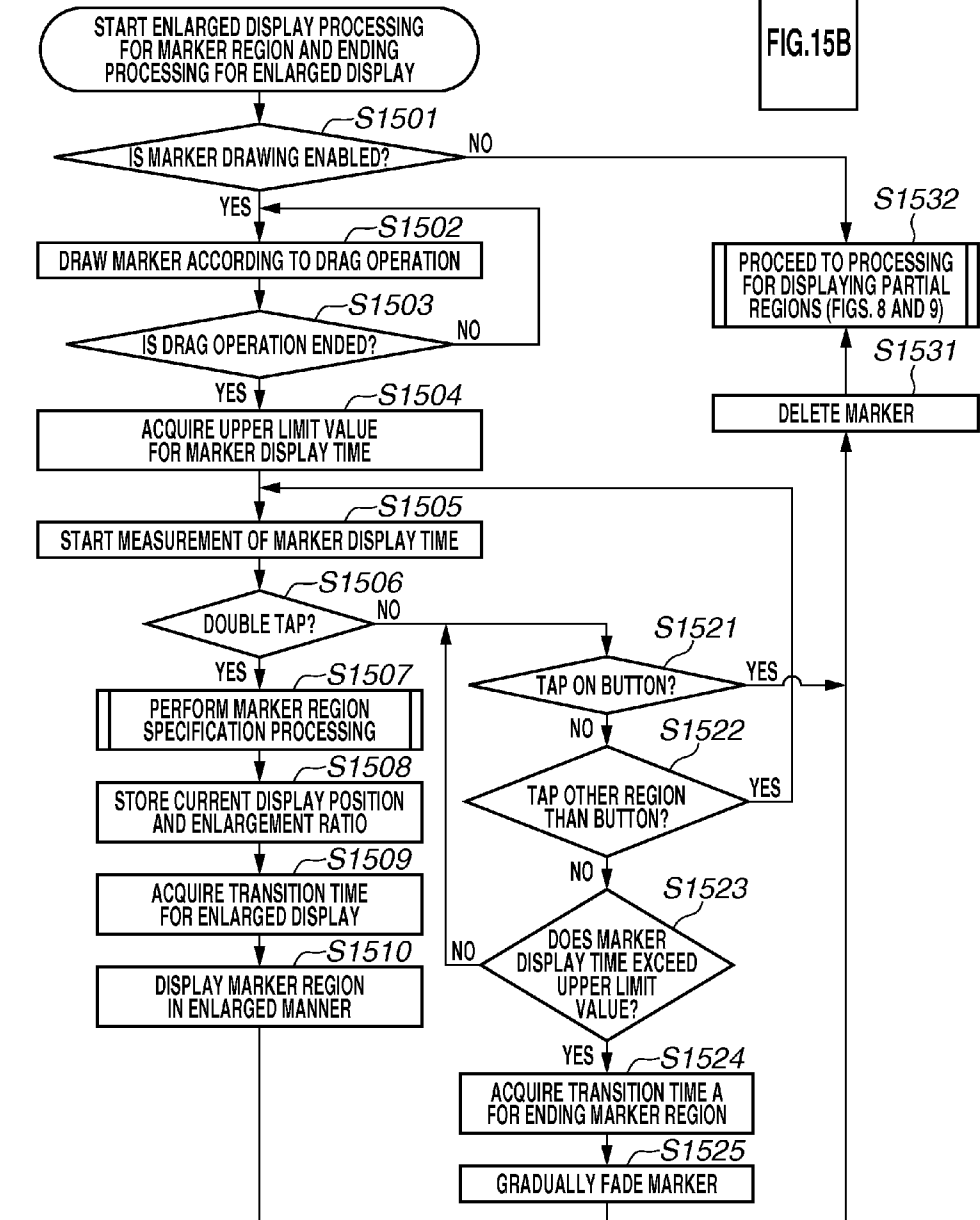 START ENLARGED DISPLAY PROCESSING
FOR MARKER REGION AND ENDING
PROCESSING FOR ENLARGED DISPLAY
FIG.15B
S1501
IS MARKER DRAWING ENABLED?
NO
YES
S1502
DRAW MARKER ACCORDING TO DRAG OPERATION
S1532
PROCEED TO PROCESSING
FOR DISPLAYING PARTIAL
REGIONS (FIGS. 8 AND 9)
S1503
IS DRAG OPERATION ENDED?
NO
YES
S1531
DELETE MARKER
S1504
ACQUIRE UPPER LIMIT VALUE
FOR MARKER DISPLAY TIME
S1505
START MEASUREMENT OF MARKER DISPLAY TIME
S1506
DOUBLE TAP?
NO
YES
S1521
TAP ON BUTTON?
YES
NO
S1507
PERFORM MARKER REGION
SPECIFICATION PROCESSING
S1522
TAP OTHER REGION
THAN BUTTON?
YES
NO
S1508
STORE CURRENT DISPLAY POSITION
AND ENLARGEMENT RATIO
S1509
ACQUIRE TRANSITION TIME
FOR ENLARGED DISPLAY
S1523
DOES MARKER
DISPLAY TIME EXCEED
UPPER LIMIT
VALUE?
NO
YES
S1510
DISPLAY MARKER REGION
IN ENLARGED MANNER
S1524
ACQUIRE TRANSITION TIME A
FOR ENDING MARKER REGION
S1525
GRADUALLY FADE MARKER